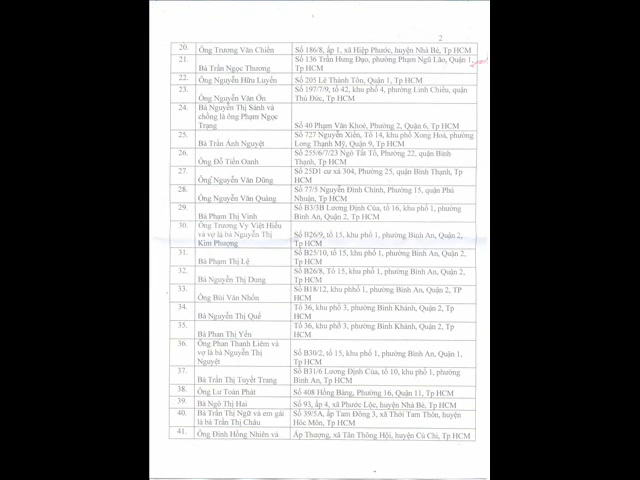 2
20. Ông Trương Văn Chiến Số 186/8, ấp 1, xã Hiệp Phước, huyện Nhà Bè, Tp HCM
21. Số 136 Trần Hưng Đạo, phường Phạm Ngũ Lão, Quận 1,
Bà Trần Ngọc Thương Tp HCM
22. Ông Nguyễn Hữu Luyến Số 205 Lê Thánh Tôn, Quận 1, Tp HCM
23. Số 197/7/9, tổ 42, khu phố 4, phường Linh Chiểu, quận
Ông Nguyễn Văn Ổn Thủ Đức, Tp HCM
24. Bà Nguyễn Thị Sánh và
chồng là ông Phạm Ngọc
Trạng Số 40 Phạm Văn Khoẻ, Phường 2, Quận 6, Tp HCM
25. Số 727 Nguyễn Xiển, Tổ 14, khu phố Xong Hoà, phường
Bà Trần Ánh Nguyệt Long Thạnh Mỹ, Quận 9, Tp HCM
26. Số 255/6/7/23 Ngô Tất Tố, Phường 22, quận Bình
Ông Đỗ Tiến Oanh Thạnh, Tp HCM
27. Số 25D1 cư xá 304, Phường 25, quận Bình Thạnh, Tp
Ông Nguyễn Văn Dũng HCM
28. Số 77/5 Nguyễn Đình Chính, Phường 15, quận Phú
Ông Nguyễn Văn Quảng Nhuận, Tp HCM
29. Số B3/3B Lương Định Của, tổ 16, khu phố 1, phường
Bà Phạm Thị Vinh Bình An, Quận 2, Tp HCM
30. Ông Trương Vỹ Việt Hiếu
và vợ là bà Nguyễn Thị Số B26/9, tổ 15, khu phố 1, phường Bình An, Quận 2,
Kim Phượng Tp HCM
31. Số B25/10, tổ 15, khu phố 1, phường Bình An, Quận 2,
Bà Phạm Thị Lệ Tp HCM
32. Số B26/8, Tổ 15, khu phố 1, phường Bình An, Quận 2,
Bà Nguyễn Thị Dung Tp HCM
33. Số B18/12, khu phhố 1, phường Bình An, Quận 2, TP
Ông Bùi Văn Nhốn HCM
34. Tổ 36, khu phố 3, phường Bình Khánh, Quận 2, Tp
Bà Nguyễn Thị Quế HCM
35. Tổ 36, khu phố 3, phường Bình Khánh, Quận 2, Tp
Bà Phan Thị Yến HCM
36. Ông Phan Thanh Liêm và
vợ là bà Nguyễn Thị Số B30/2, tổ 15, khu phố 1, phường Bình An, Quận 1,
Nguyệt Tp HCM
37. Số B31/6 Lương Định Của, tổ 10, khu phố 1, phường
Bà Trần Thị Tuyết Trang Bình An, Tp HCM
38. Ông Lư Toàn Phát Số 408 Hồng Bàng, Phường 16, Quận 11, Tp HCM
39. Bà Ngô Thị Hai Số 93, ấp 4, xã Phước Lộc, huyện Nhà Bè, Tp HCM
40. Bà Trần Thị Ngữ và em gái Số 39/5A, ấp Tam Đông 3, xã Thới Tam Thôn, huyện
là bà Trần Thị Châu Hóc Môn, Tp HCM
41. Ông Đinh Hồng Nhiên và Ấp Thượng, xã Tân Thông Hội, huyện Củ Chi, Tp HCM